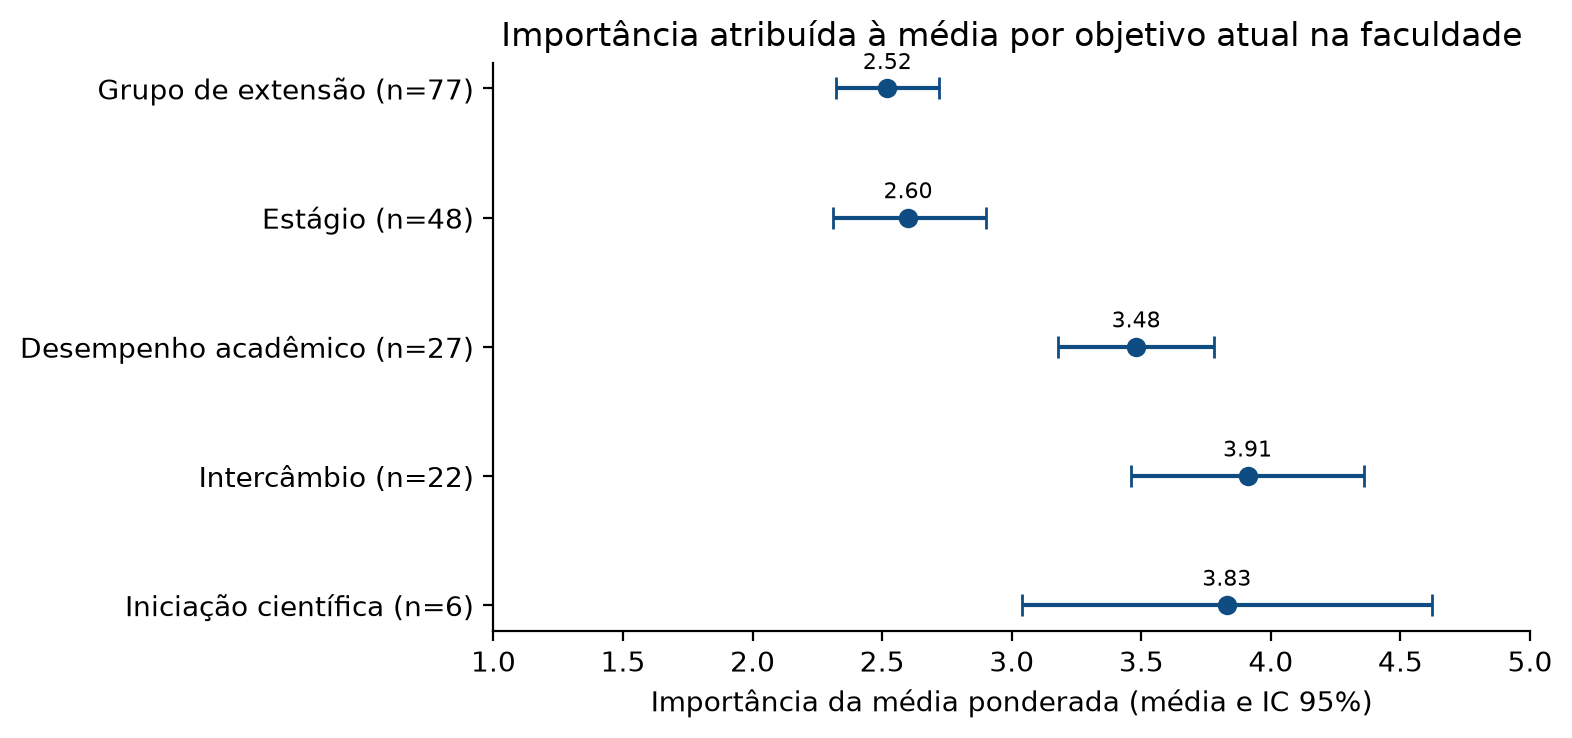 Importância atribuída à média por objetivo atual na faculdade
Grupo de extensão (n=77)
2.52
Estágio (n=48)
2.60
Desempenho acadêmico (n=27)
3.48
Intercâmbio (n=22)
3.91
Iniciação científica (n=6)
3.83
1.0 1.5 2.0 2.5 3.0 3.5 4.0 4.5 5.0
Importância da média ponderada (média e IC 95%)